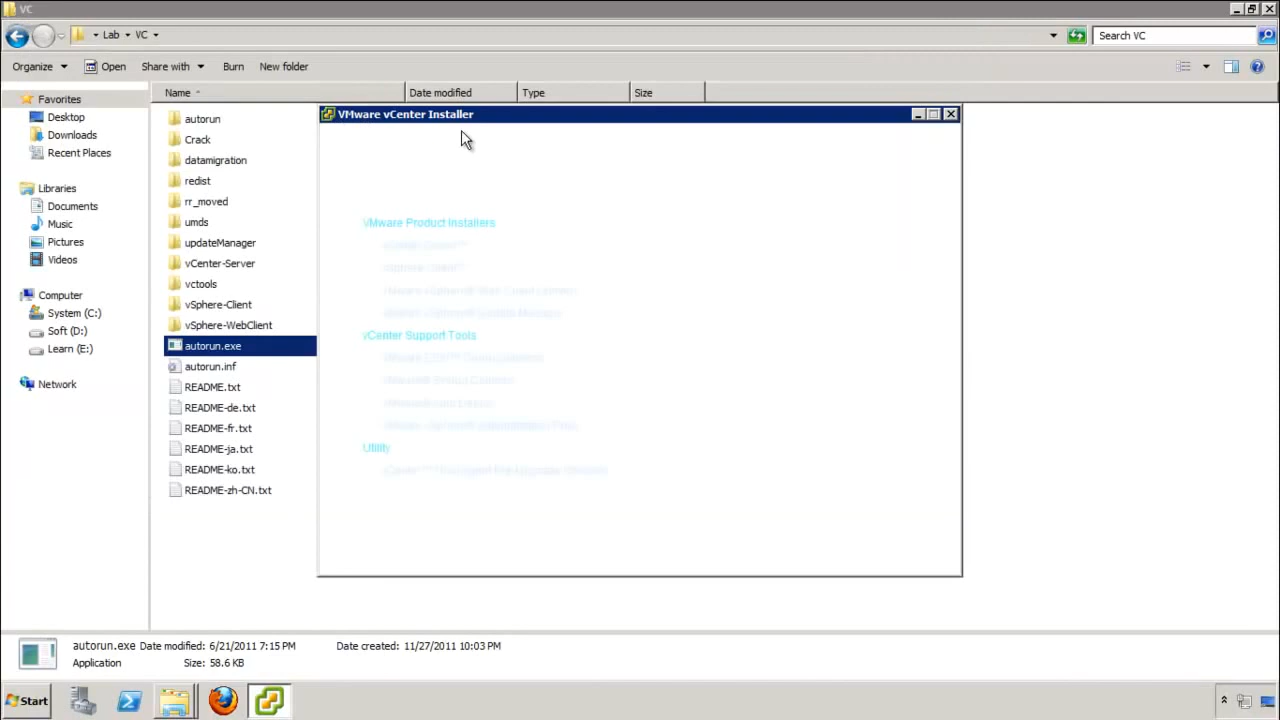 VC
Lab
VC
Search VC
Organize
Open
Share with
Burn
New folder
Name
Date modified
Type
Size
Favorites
Desktop
Downloads
Recent Places
Libraries
Documents
Music
Pictures
Videos
Computer
System (C:)
Soft (D:)
Learn (E:)
Network
autorun
Crack
datamigration
redist
rr_moved
umds
updateManager
vCenter-Server
vctools
vSphere-Client
vSphere-WebClient
autorun.exe
autorun.inf
README.txt
README-de.txt
README-fr.txt
README-ja.txt
README-ko.txt
README-zh-CN.txt
VMware vCenter Installer
VMware Product Installers
vCenter Support Tools
Utility
autorun.exe Date modified: 6/21/2011 7:15 PM
Date created: 11/27/2011 10:03 PM
Application
Size: 58.6 KB
Start